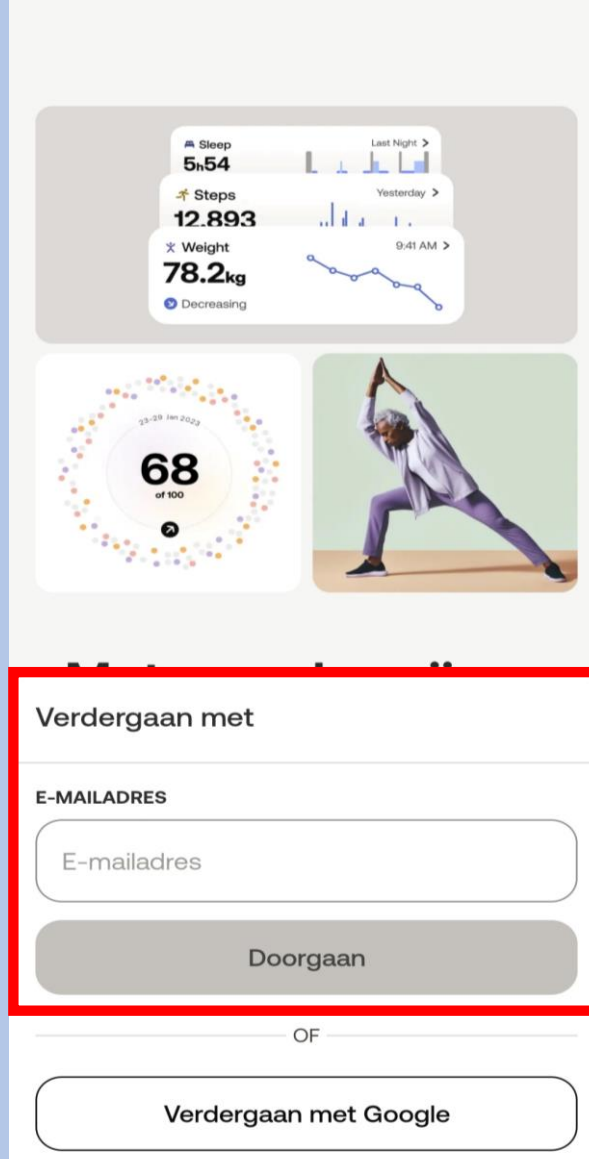 Sleep
Last Night
5h54
Steps
Yesterday
12.893
Weight
9:41 AM
78.2kg
Decreasing
23-29 Jan 2023
68
of 100
Verdergaan met
E-MAILADRES
E-mailadres
Doorgaan
OF
Verdergaan met Google